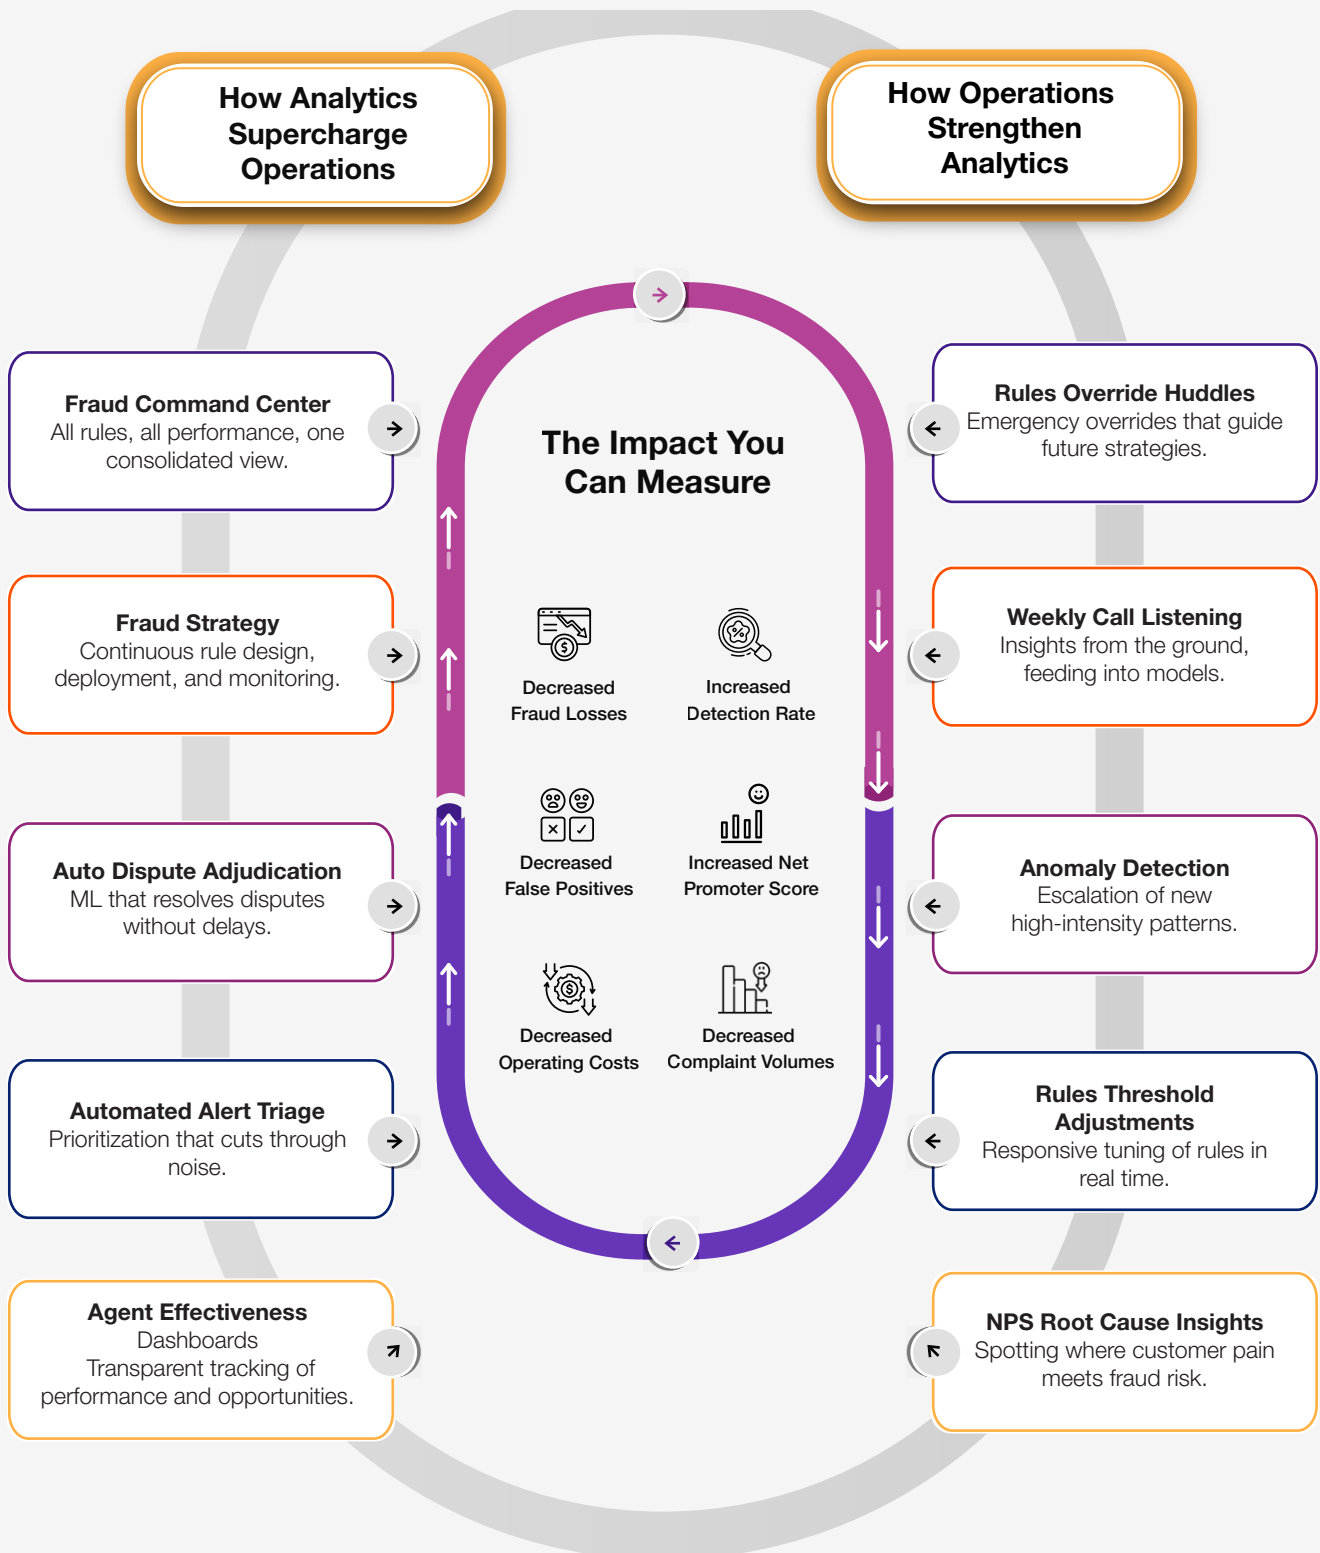 How Analytics
Supercharge
Operations
How Operations
Strengthen
Analytics
Fraud Command Center
All rules, all performance, one
consolidated view.
Fraud Strategy
Continuous rule design,
deployment, and monitoring.
Auto Dispute Adjudication
ML that resolves disputes
without delays.
Automated Alert Triage
Prioritization that cuts through
noise.
Agent Effectiveness
Dashboards
Transparent tracking of
performance and opportunities.
The Impact You
Can Measure
Decreased
Fraud Losses
Increased
Detection Rate
Decreased
False Positives
Increased Net
Promoter Score
Decreased
Operating Costs
Decreased
Complaint Volumes
Rules Override Huddles
Emergency overrides that guide
future strategies.
Weekly Call Listening
Insights from the ground,
feeding into models.
Anomaly Detection
Escalation of new
high-intensity patterns.
Rules Threshold
Adjustments
Responsive tuning of rules in
real time.
NPS Root Cause Insights
Spotting where customer pain
meets fraud risk.